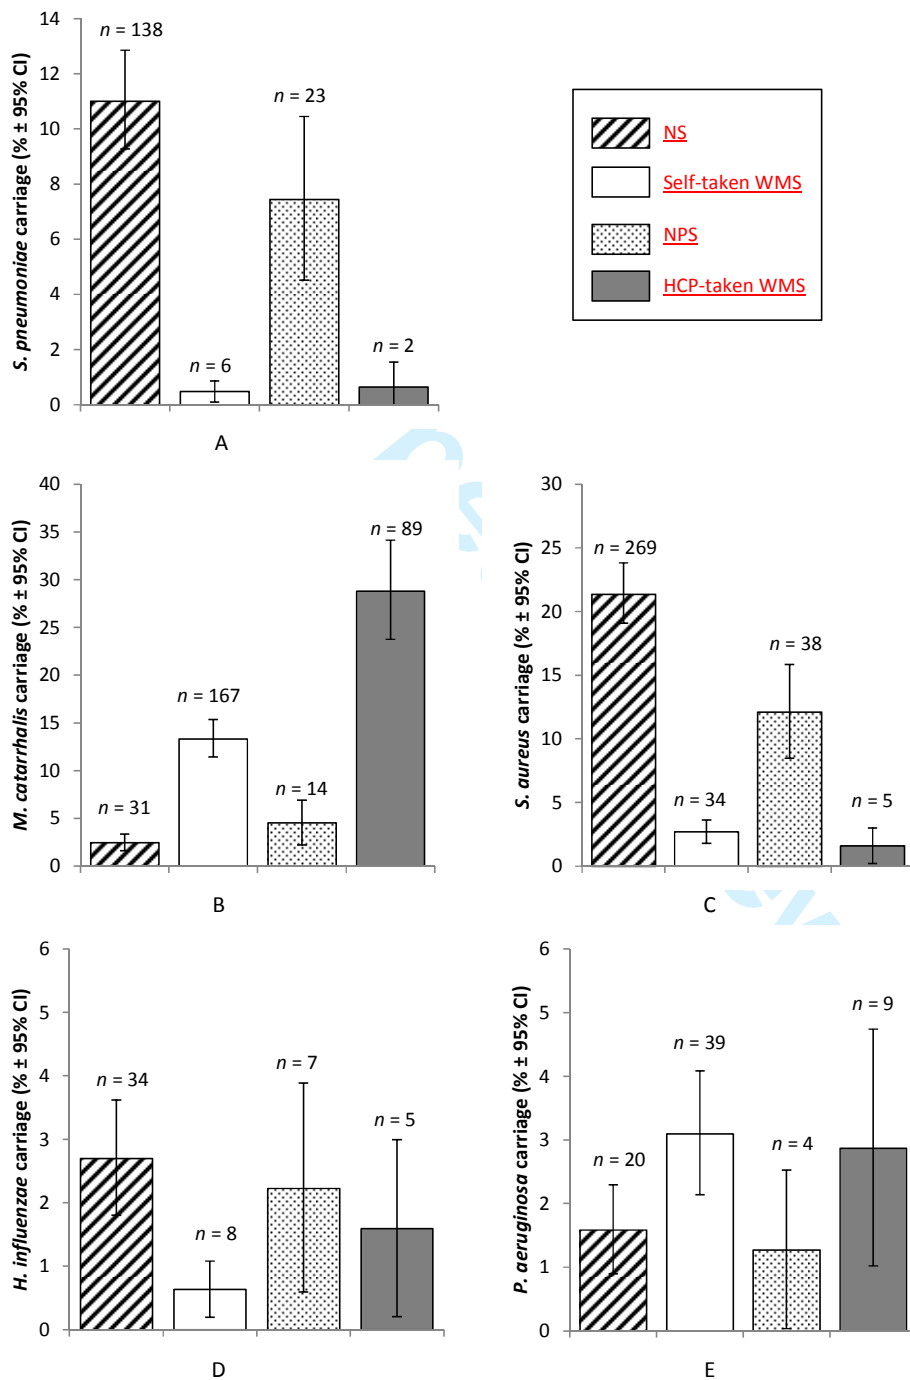 S. pneumoniae carriage (% ± 95% CI)
14
12
10
8
6
4
2
0
n = 138
n = 6
n = 23
n = 2
A
NS
Self-taken WMS
NPS
HCP-taken WMS
M. catarrhalis carriage (% ± 95% CI)
40
35
30
25
20
15
10
5
0
n = 31
n = 167
n = 14
n = 89
B
S. aureus carriage (% ± 95% CI)
30
25
20
15
10
5
0
n = 269
n = 34
n = 38
n = 5
C
H. influenzae carriage (% ± 95% CI)
6
5
4
3
2
1
0
n = 34
n = 8
n = 7
n = 5
D
P. aeruginosa carriage (% ± 95% CI)
6
5
4
3
2
1
0
n = 20
n = 39
n = 4
n = 9
E